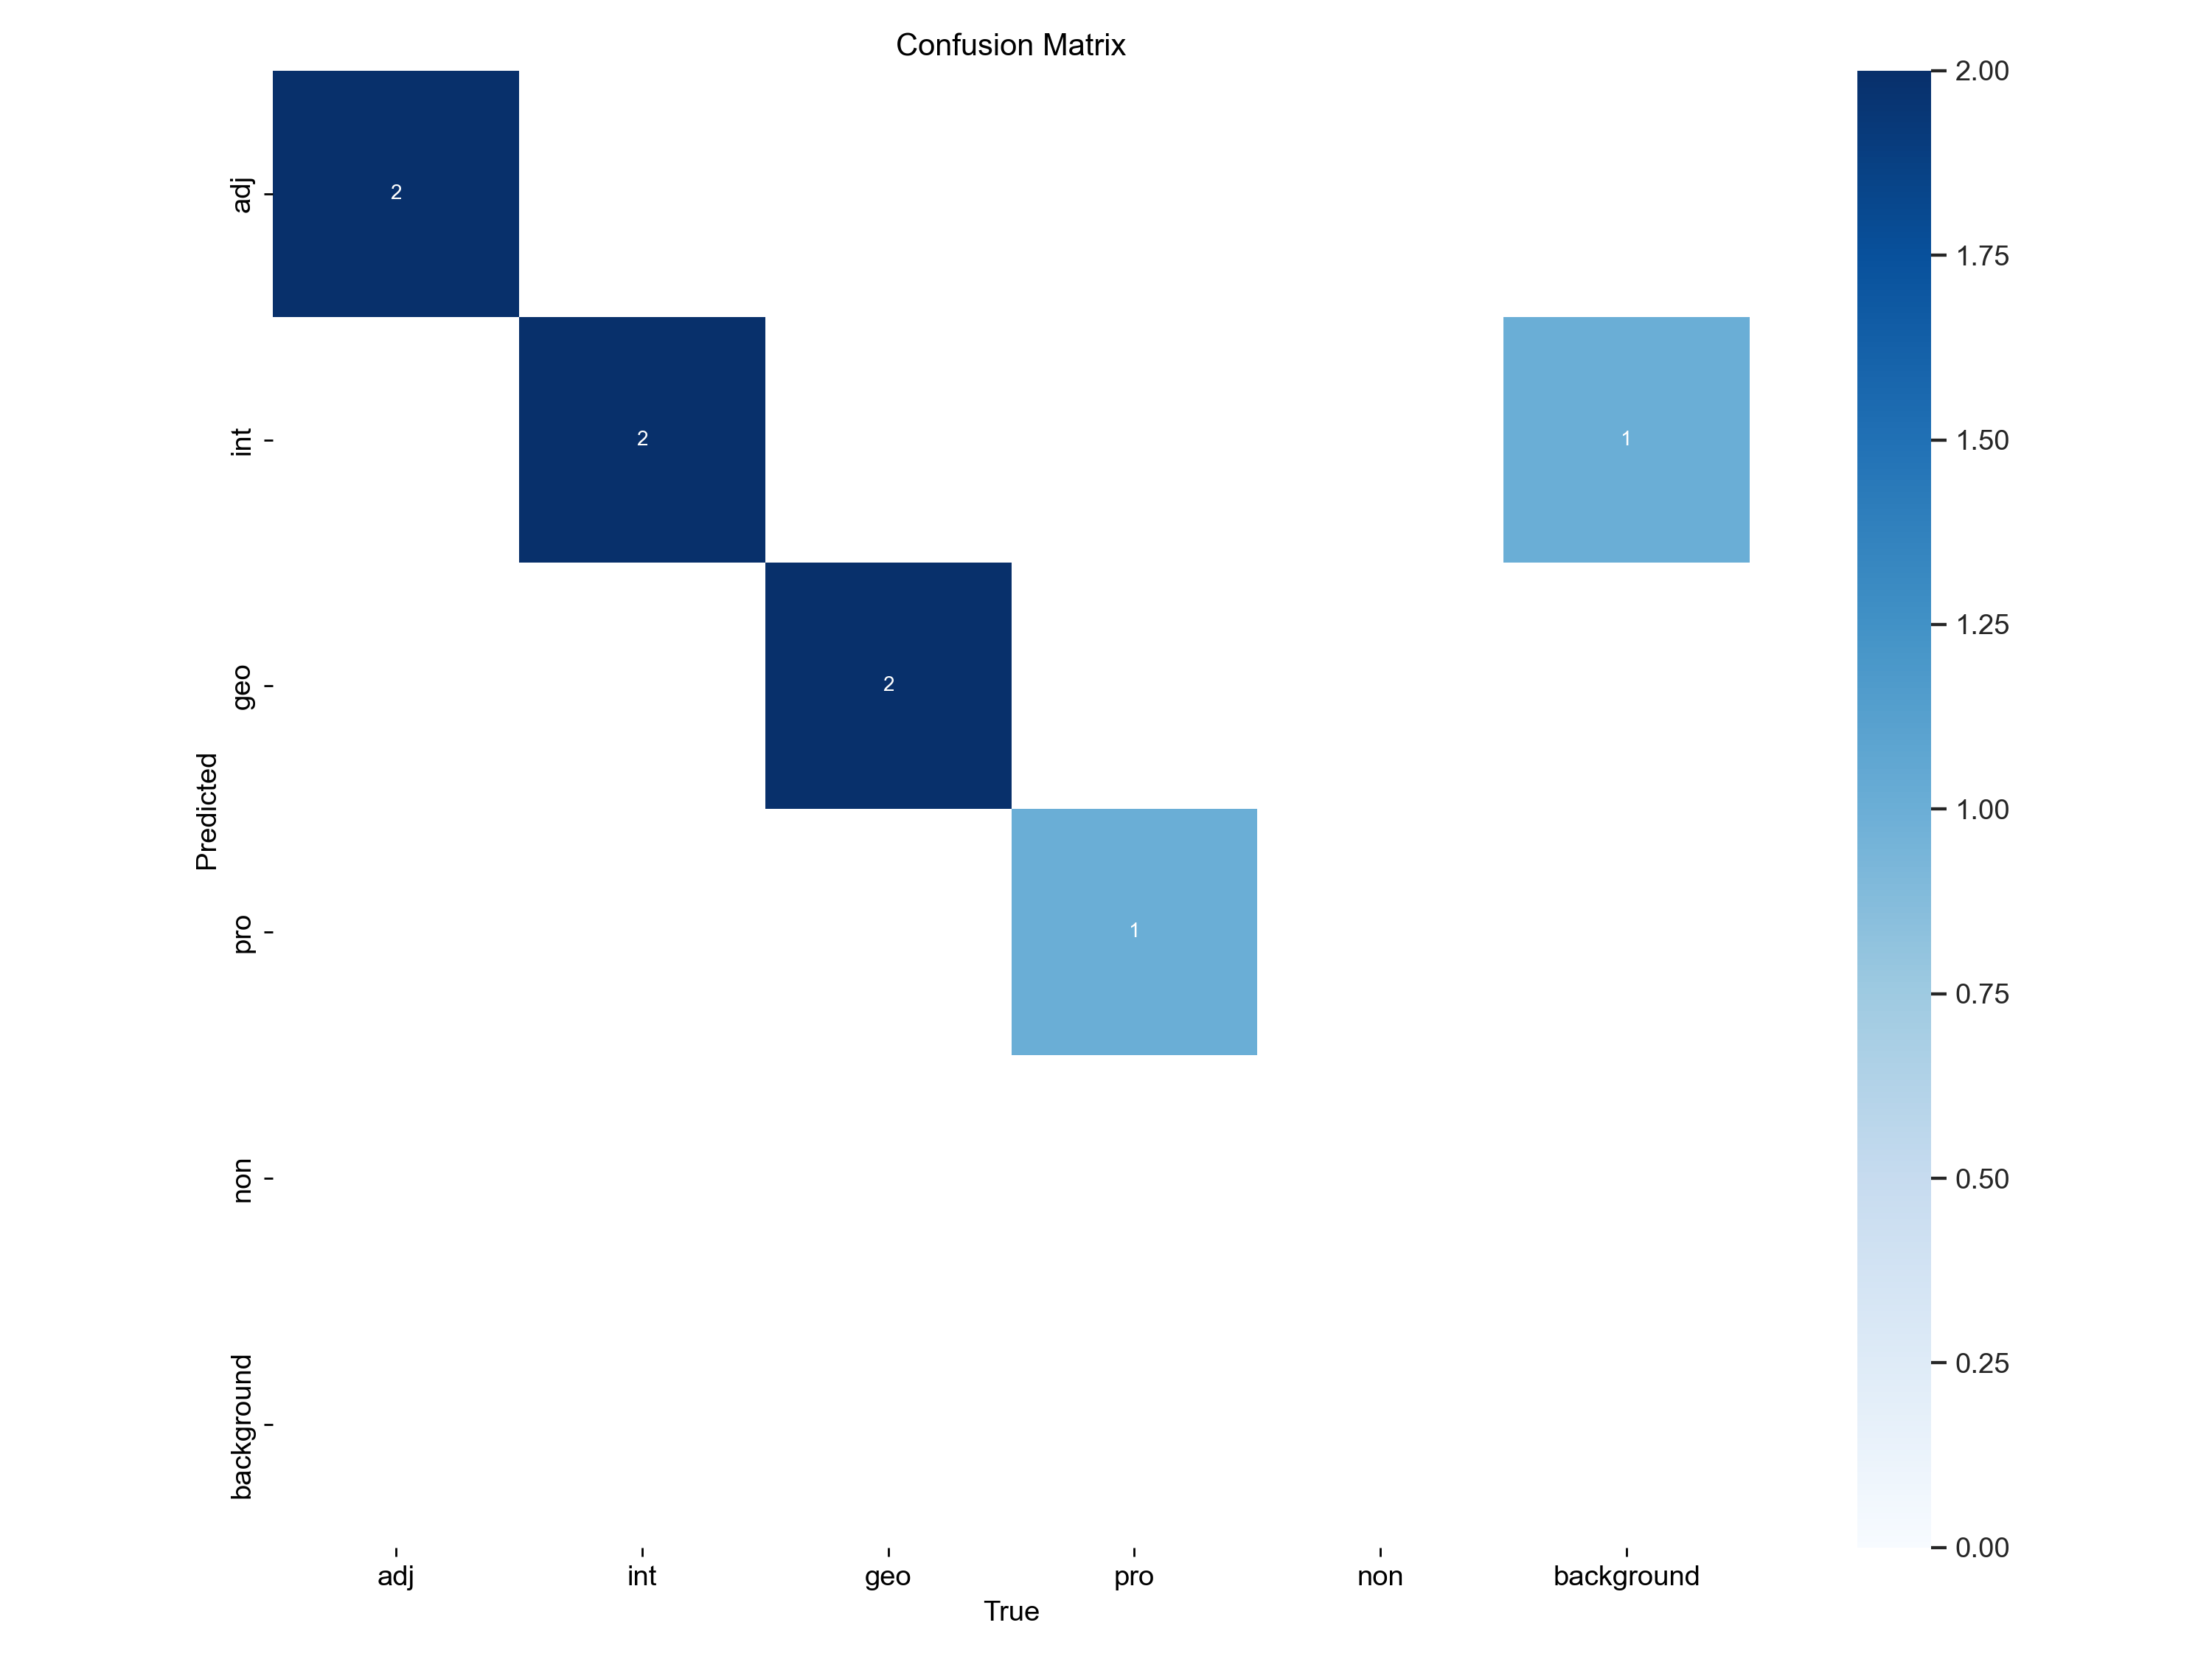 Confusion Matrix
2
2
1
2
1
adj
int
geo
pro
non
background
Predicted
adj
int
geo
pro
non
background
True
2.00
1.75
1.50
1.25
1.00
0.75
0.50
0.25
0.00